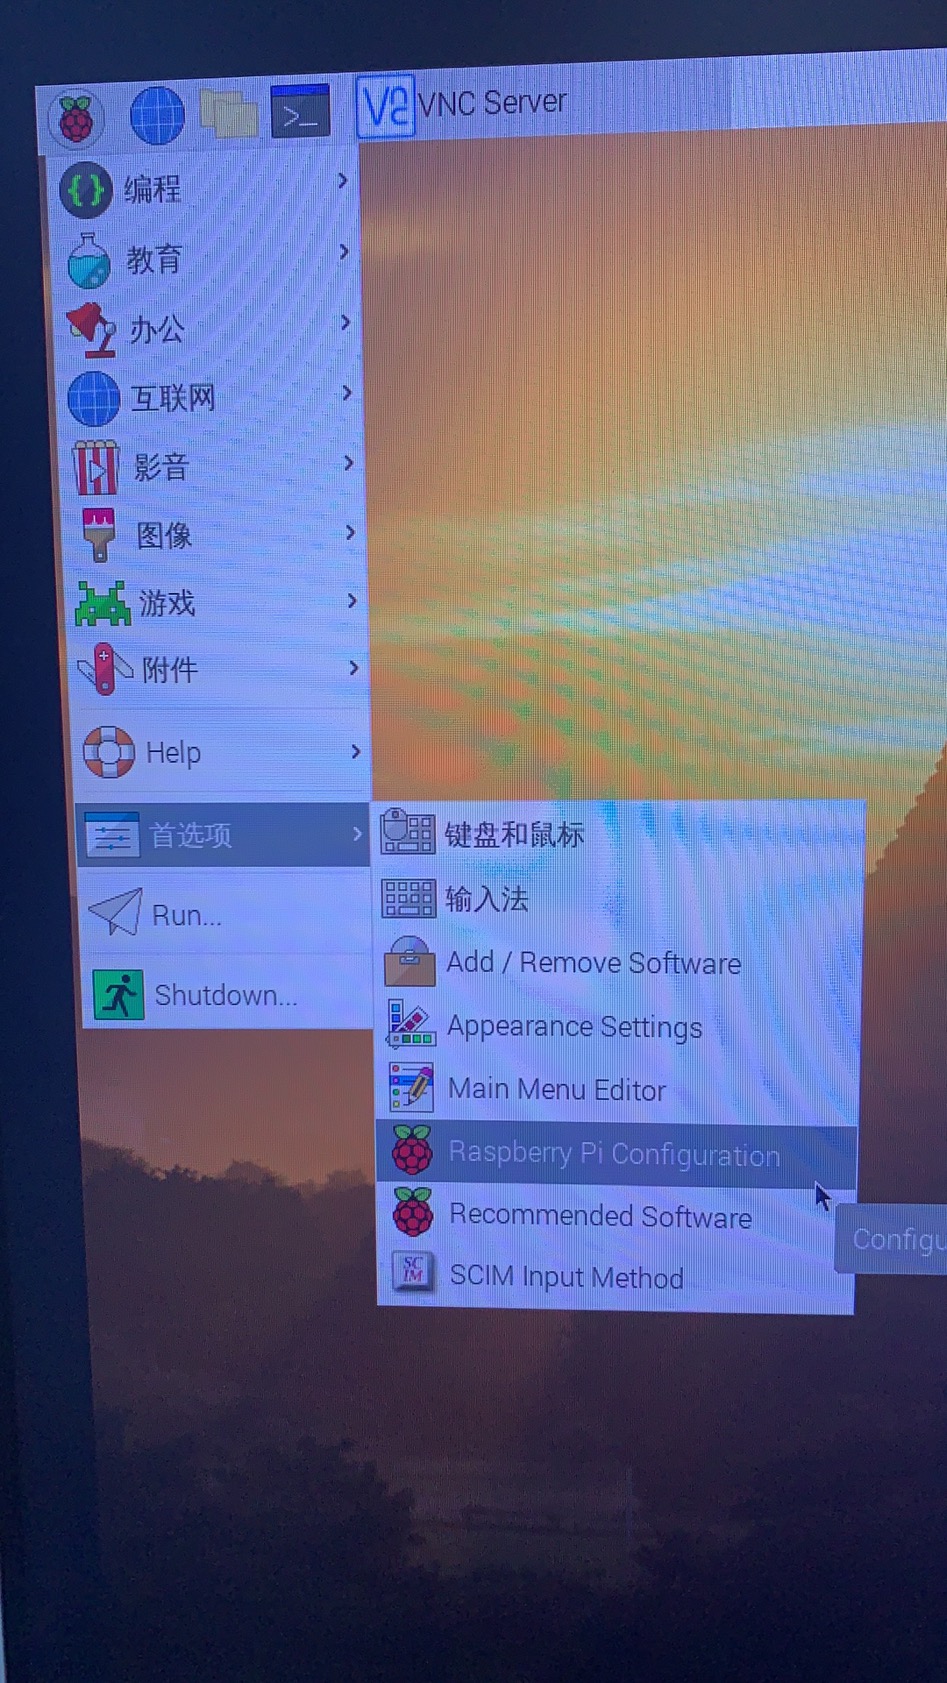 VNC Server
编程
教育
办公
互联网
影音
图像
游戏
附件
Help
首选项
Run...
Shutdown...
键盘和鼠标
输入法
Add / Remove Software
Appearance Settings
Main Menu Editor
Raspberry Pi Configuration
Recommended Software
SCIM Input Method
Configu